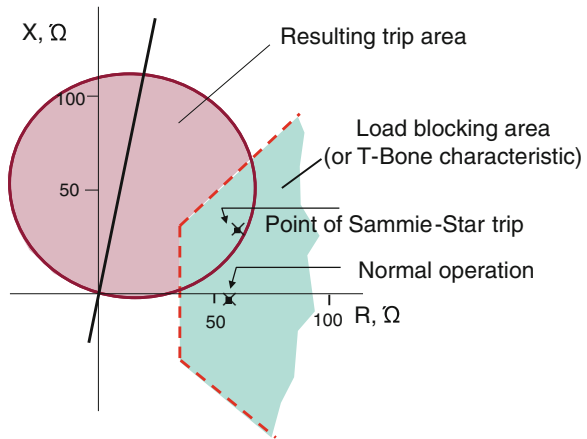 X, Ώ
Resulting trip area
100
Load blocking area
(or T-Bone characteristic)
50
Point of Sammie-Star trip
Normal operation
50
R, Ώ
100